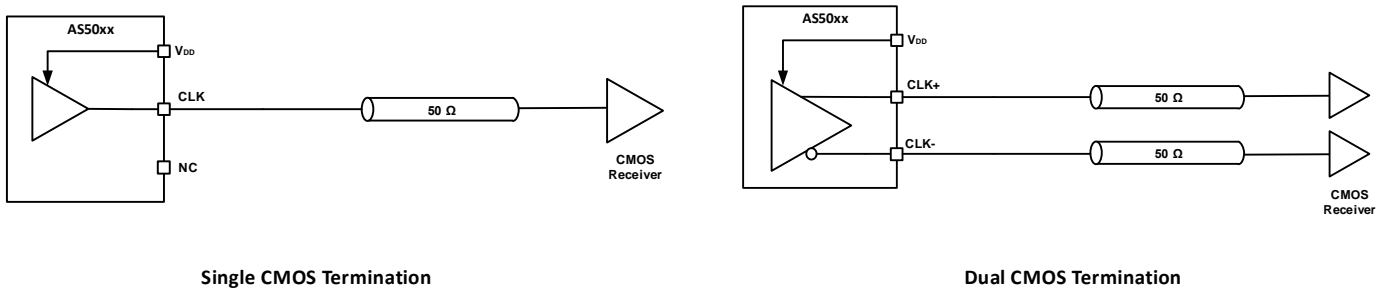 AS50xx
VDD
CLK
50 Ω
NC
CMOS
Receiver
Single CMOS Termination
AS50xx
VDD
CLK+
50 Ω
CLK-
50 Ω
CMOS
Receiver
Dual CMOS Termination